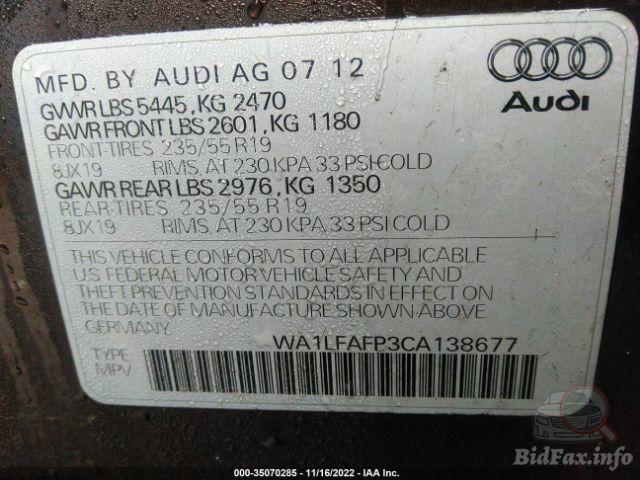 MFD. BY AUDI AG 07 12
GVWR LBS 5445, KG 2470
GAWR FRONT LBS 2601, KG 1180
FRONT-TIRES 235/55 R19
8JX19 RIMS, AT 230 KPA 33 PSI-COLD
GAWR REAR LBS 2976, KG 1350
REAR-TIRES 235/55 R19
8JX19 RIMS, AT 230 KPA 33 PSI COLD
Audi
THIS VEHICLE CONFORMS TO ALL APPLICABLE
U.S FEDERAL MOTOR VEHICLE SAFETY AND
THEFT PREVENTION STANDARDS IN EFFECT ON
THE DATE OF MANUFACTURE SHOWN ABOVE
GERMANY
WA1LFAFP3CA138677
TYPE
MPV
000-35070285 - 11/16/2022 - IAA Inc.
BidFax.info